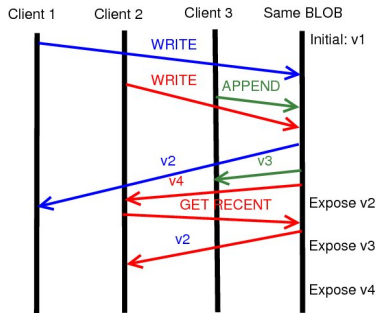 Client 1 Client 2 Client 3 Same BLOB
Initial: v1
WRITE
WRITE
APPEND
v2
v3
v4
Expose v2
GET RECENT
v2
Expose v3
Expose v4